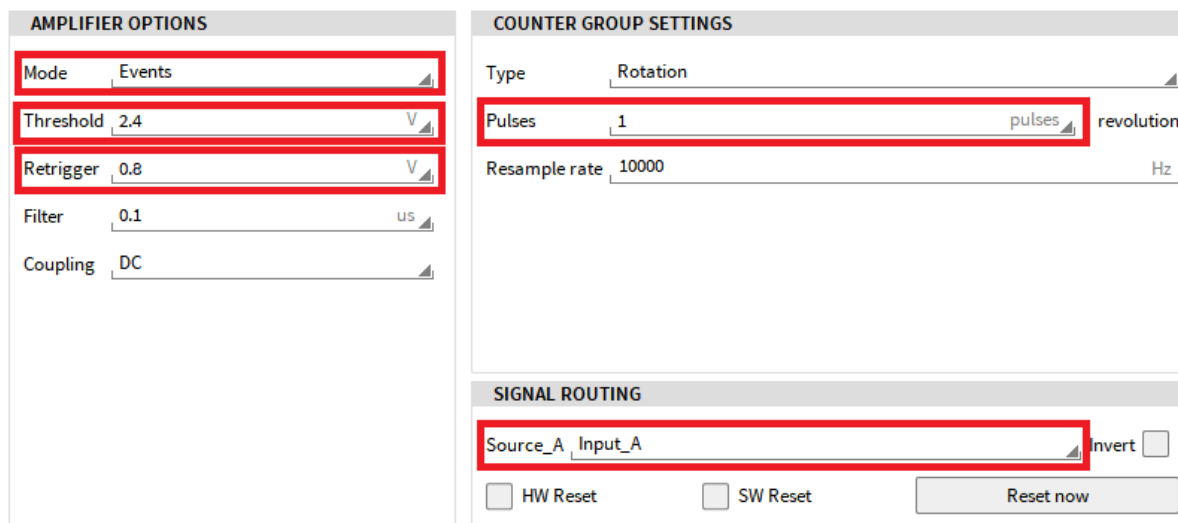 AMPLIFIER OPTIONS
Mode Events
Threshold 2.4 V
Retrigger 0.8 V
Filter 0.1 us
Coupling DC
COUNTER GROUP SETTINGS
Type Rotation
Pulses 1 pulses revolution
Resample rate 10000 Hz
SIGNAL ROUTING
Source_A Input_A Invert
HW Reset SW Reset Reset now